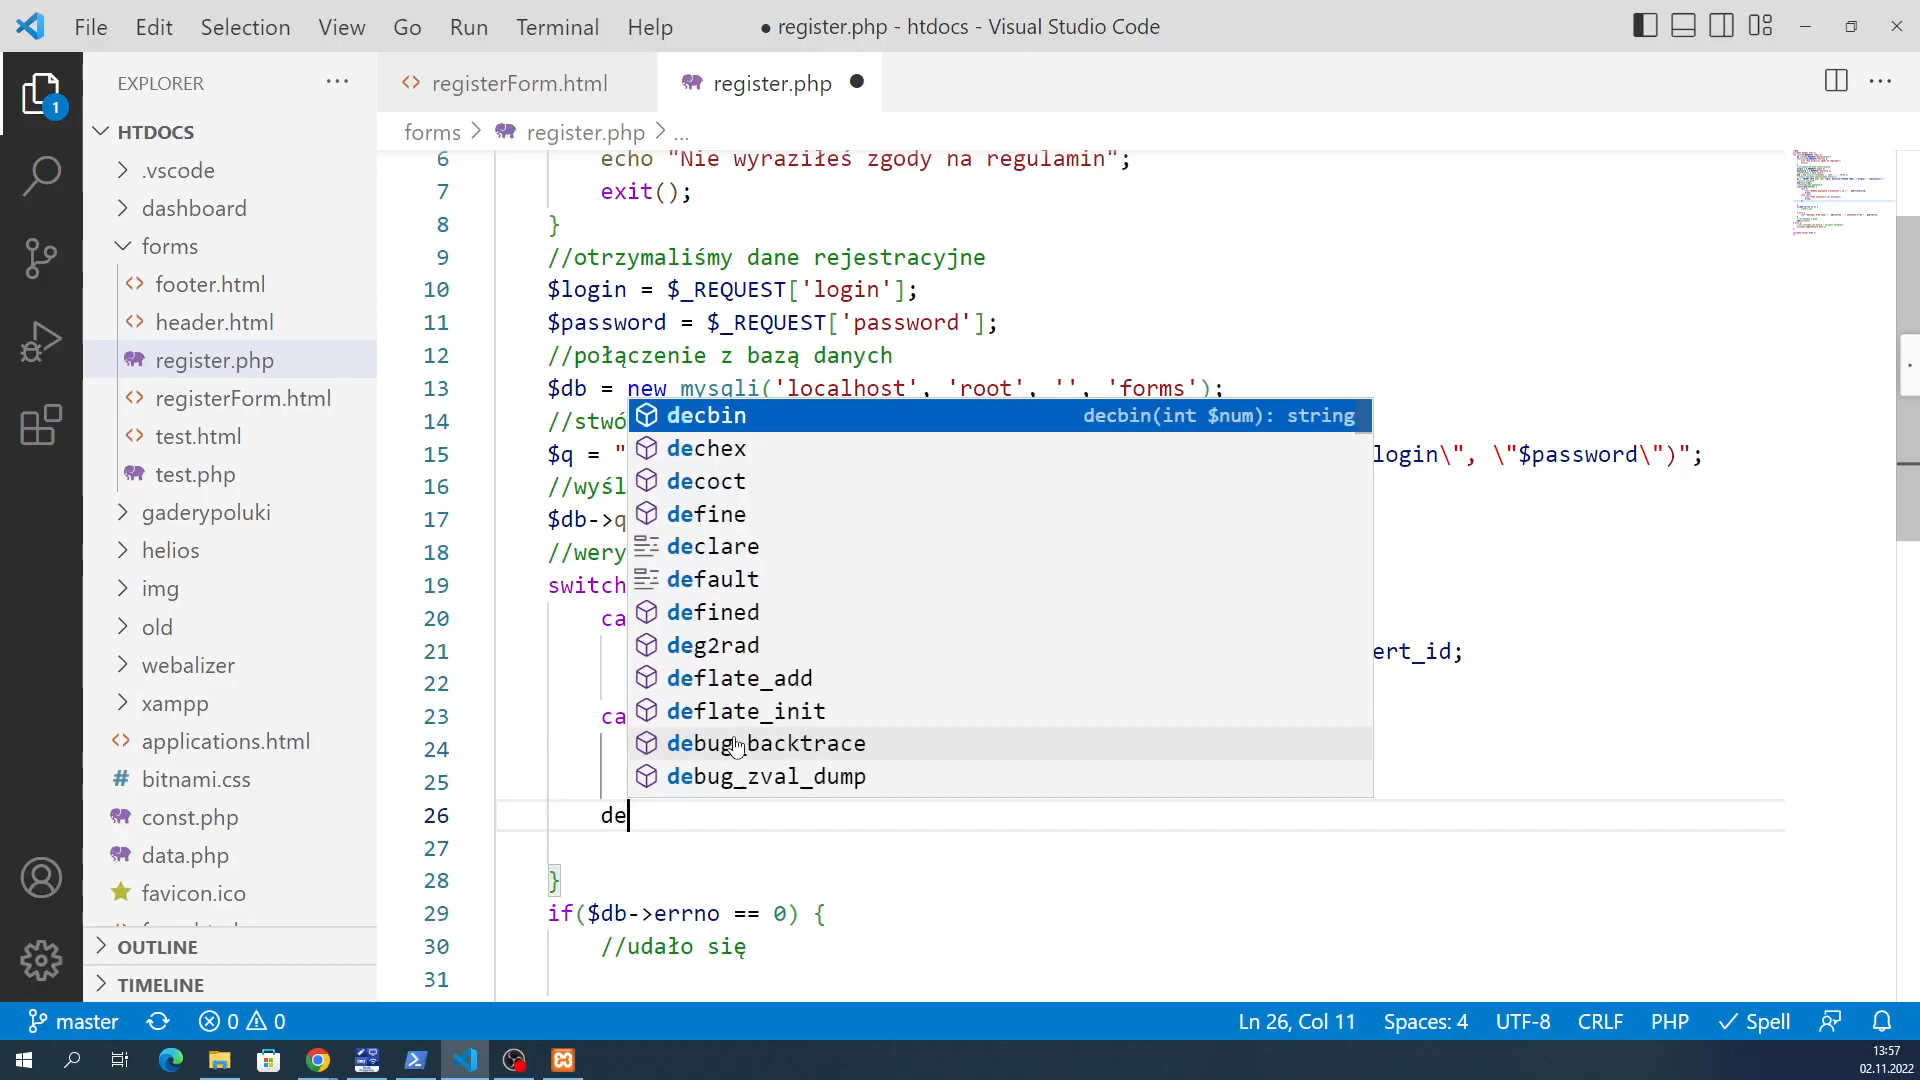 File Edit Selection View Go Run Terminal Help
● register.php - htdocs - Visual Studio Code
EXPLORER
1
HTDOCS
.vscode
dashboard
forms
footer.html
header.html
register.php
registerForm.html
test.html
test.php
gaderypoluki
helios
img
old
webalizer
xampp
applications.html
bitnami.css
const.php
data.php
favicon.ico
OUTLINE
TIMELINE
registerForm.html
register.php
forms > register.php > ...
6 echo "Nie wyraziłeś zgody na regulamin";
7 exit();
8 }
9 //otrzymaliśmy dane rejestracyjne
10 $login = $_REQUEST['login'];
11 $password = $_REQUEST['password'];
12 //połączenie z bazą danych
13 $db = new mysqli('localhost', 'root', '', 'forms');
14 //stwó
15 $q = " login\", \"$password\")";
16 //wyśl
17 $db->q
18 //wery
19 switch
20 ca
21 ert_id;
22
23 ca
24
25
26 de
27
28 }
29 if($db->errno == 0) {
30 //udało się
31
decbin decbin(int $num): string
dechex
decoct
define
declare
default
defined
deg2rad
deflate_add
deflate_init
debug_backtrace
debug_zval_dump
master 0 0
Ln 26, Col 11 Spaces: 4 UTF-8 CRLF PHP Spell
13:57
02.11.2022